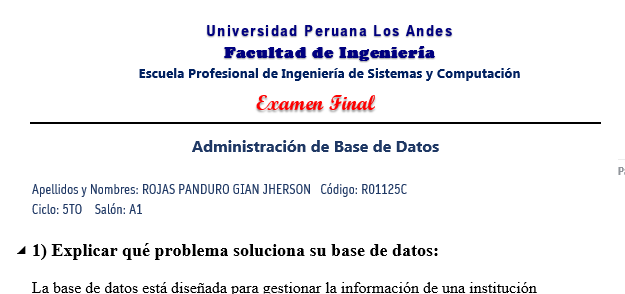 Universidad Peruana Los Andes
Facultad de Ingeniería
Escuela Profesional de Ingeniería de Sistemas y Computación
Examen Final
Administración de Base de Datos
Apellidos y Nombres: ROJAS PANDURO GIAN JHERSON Código: R01125C
Ciclo: 5TO Salón: A1
1) Explicar qué problema soluciona su base de datos:
La base de datos está diseñada para gestionar la información de una institución